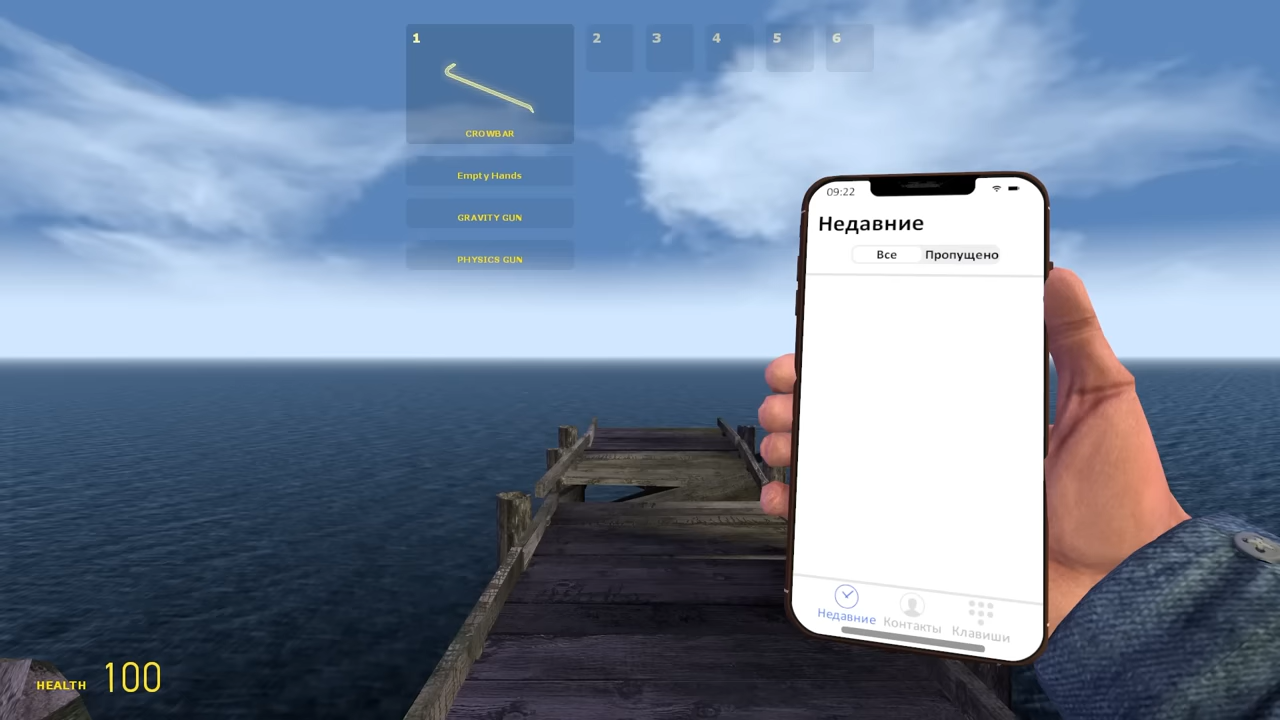 1
2
3
4
5
6
CROWBAR
Empty Hands
GRAVITY GUN
PHYSICS GUN
09:22
Недавние
Все
Пропущено
Недавние
Контакты
Клавиши
HEALTH 100